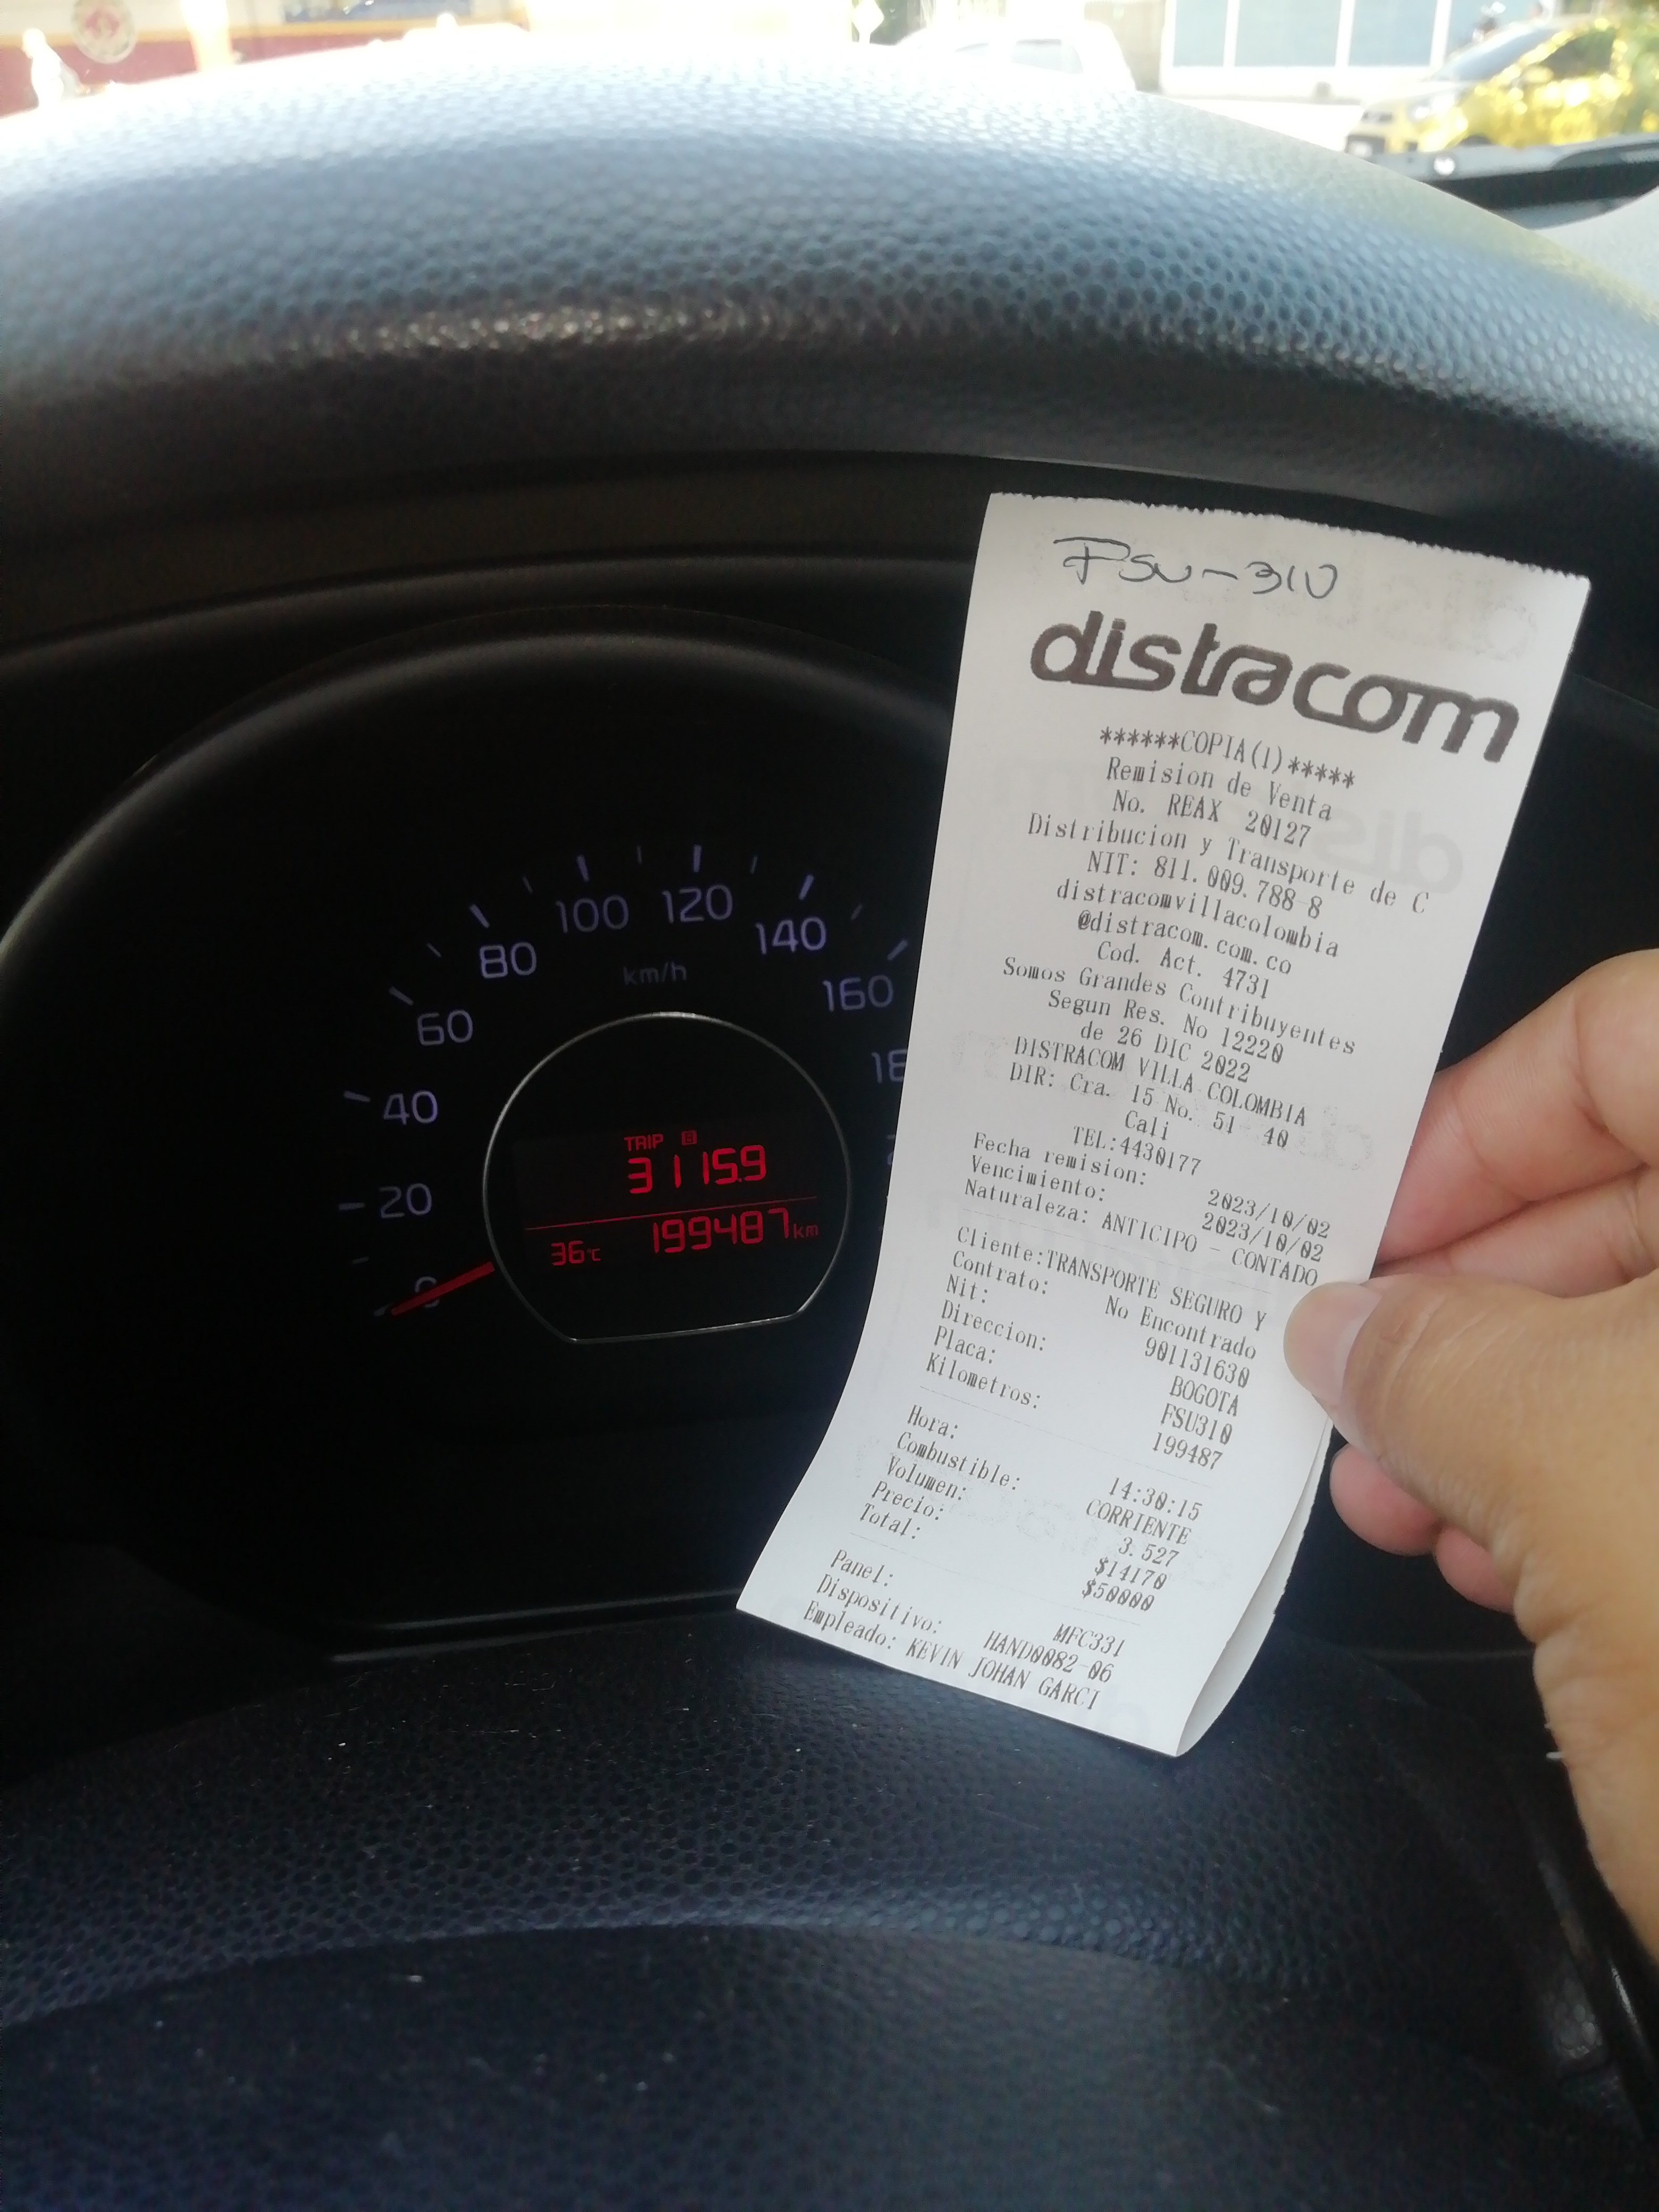 FSU-310
distracom
******COPIA(1)*****
Remision de Venta
No. REAX 20127
Distribucion y Transporte de C
NIT: 811.009.788-8
distracomvillacolombia
@distracom.com.co
Cod. Act. 4731
Somos Grandes Contribuyentes
Segun Res. No 12220
de 26 DIC 2022
DISTRACOM VILLA COLOMBIA
DIR: Cra. 15 No. 51 40
Cali
TEL:4430177
Fecha remision: 2023/10/02
Vencimiento: 2023/10/02
Naturaleza: ANTICIPO - CONTADO
Cliente:TRANSPORTE SEGURO Y
Contrato: No Encontrado
Nit: 901131630
Direccion: BOGOTA
Placa: FSU310
Kilometros: 199487
Hora: 14:30:15
Combustible: CORRIENTE
Volumen: 3.527
Precio: $14170
Total: $50000
Panel: MFC331
Dispositivo: HAND0082-06
Empleado: KEVIN JOHAN GARCI
0
20
40
60
80
100
120
140
160
km/h
TRIP B
3115.9
199487km
36°C